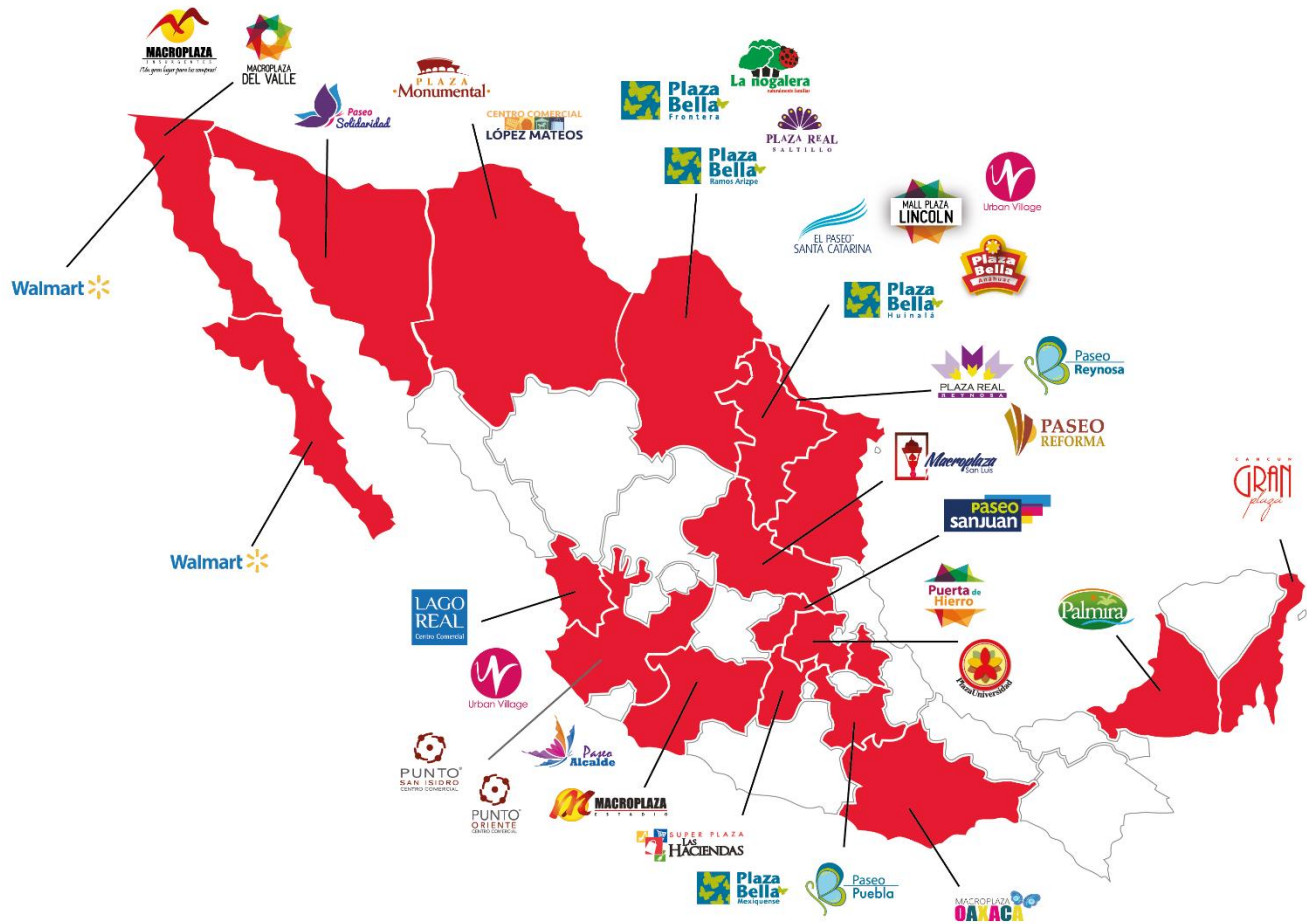 MACROPLAZA
INSURGENTES
¡Un gran lugar para tus compras!
MACROPLAZA
DEL VALLE
Paseo
Solidaridad
PLAZA
Monumental
CENTRO COMERCIAL
LÓPEZ MATEOS
La nogalera
naturalmente familiar
Plaza
Bella
Frontera
PLAZA REAL
SALTILLO
Plaza
Bella
Ramos Arizpe
Urban Village
MALL PLAZA
LINCOLN
EL PASEO
SANTA CATARINA
Plaza
Bella
Anáhuac
Plaza
Bella
Huinalá
Walmart
PLAZA REAL
REYNOSA
Paseo
Reynosa
PASEO
REFORMA
Macroplaza
San Luis
CANCUN
GRAN
plaza
PASEO
sanJuan
Walmart
Puerta de
Hierro
Palmira
LAGO
REAL
Centro Comercial
PlazaUniversidad
Urban Village
Paseo
Alcalde
PUNTO
SAN ISIDRO
CENTRO COMERCIAL
PUNTO
ORIENTE
CENTRO COMERCIAL
MACROPLAZA
ESTADIO
SUPER PLAZA
LAS
HACIENDAS
Plaza
Bella
Mexiquense
Paseo
Puebla
MACROPLAZA
OAXACA